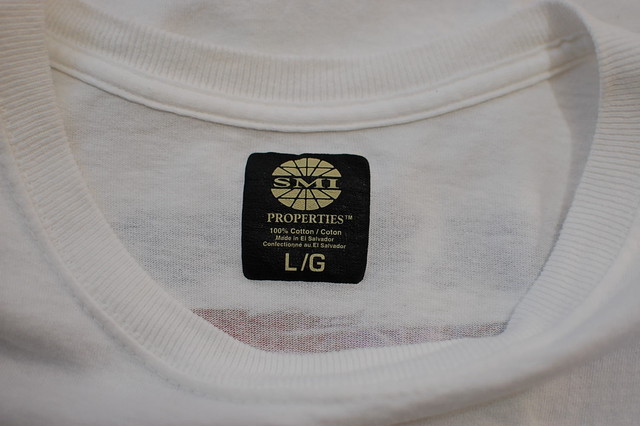 SMI
PROPERTIES™
100% Cotton / Coton
Made in El Salvador
Confectionné au El Salvador
L/G